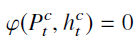 φ(P_t^c, h_t^c) = 0